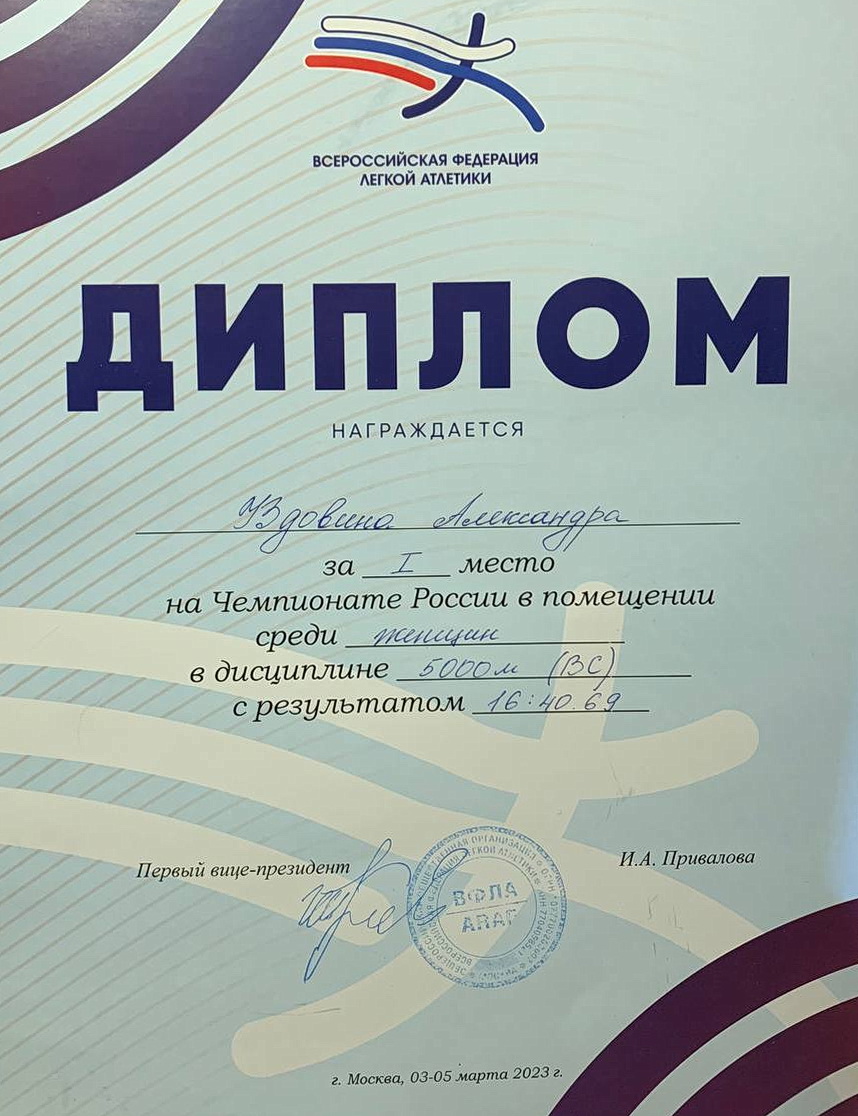 ВСЕРОССИЙСКАЯ ФЕДЕРАЦИЯ
ЛЕГКОЙ АТЛЕТИКИ
ДИПЛОМ
НАГРАЖДАЕТСЯ
Уздовина Александра
за I место
на Чемпионате России в помещении
среди женщин
в дисциплине 5000м (ВС)
с результатом 16:40.69
Первый вице-президент И.А. Привалова
ВФЛА
ARAF
г. Москва, 03-05 марта 2023 г.